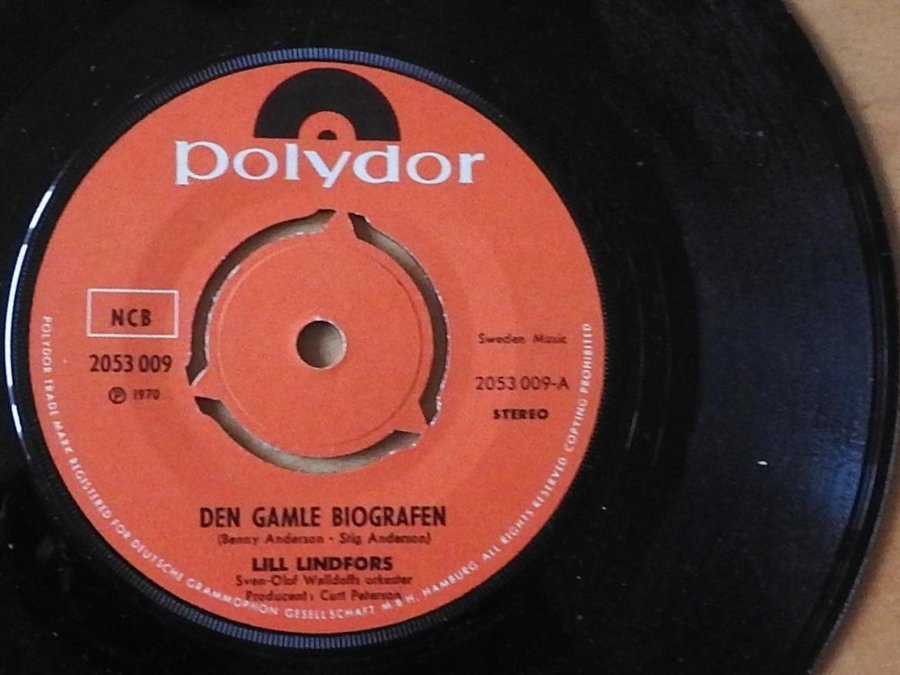 polydor
NCB
2053 009
℗ 1970
Sweden Music
2053 009-A
STEREO
DEN GAMLE BIOGRAFEN
(Benny Anderson - Stig Anderson)
LILL LINDFORS
Sven-Olof Walldoffs orkester
Producent: Curt Peterson
POLYDOR TRADE MARK REGISTERED FOR DEUTSCHE GRAMMOPHON GESELLSCHAFT M.B.H. HAMBURG ALL RIGHTS RESERVED COPYING PROHIBITED